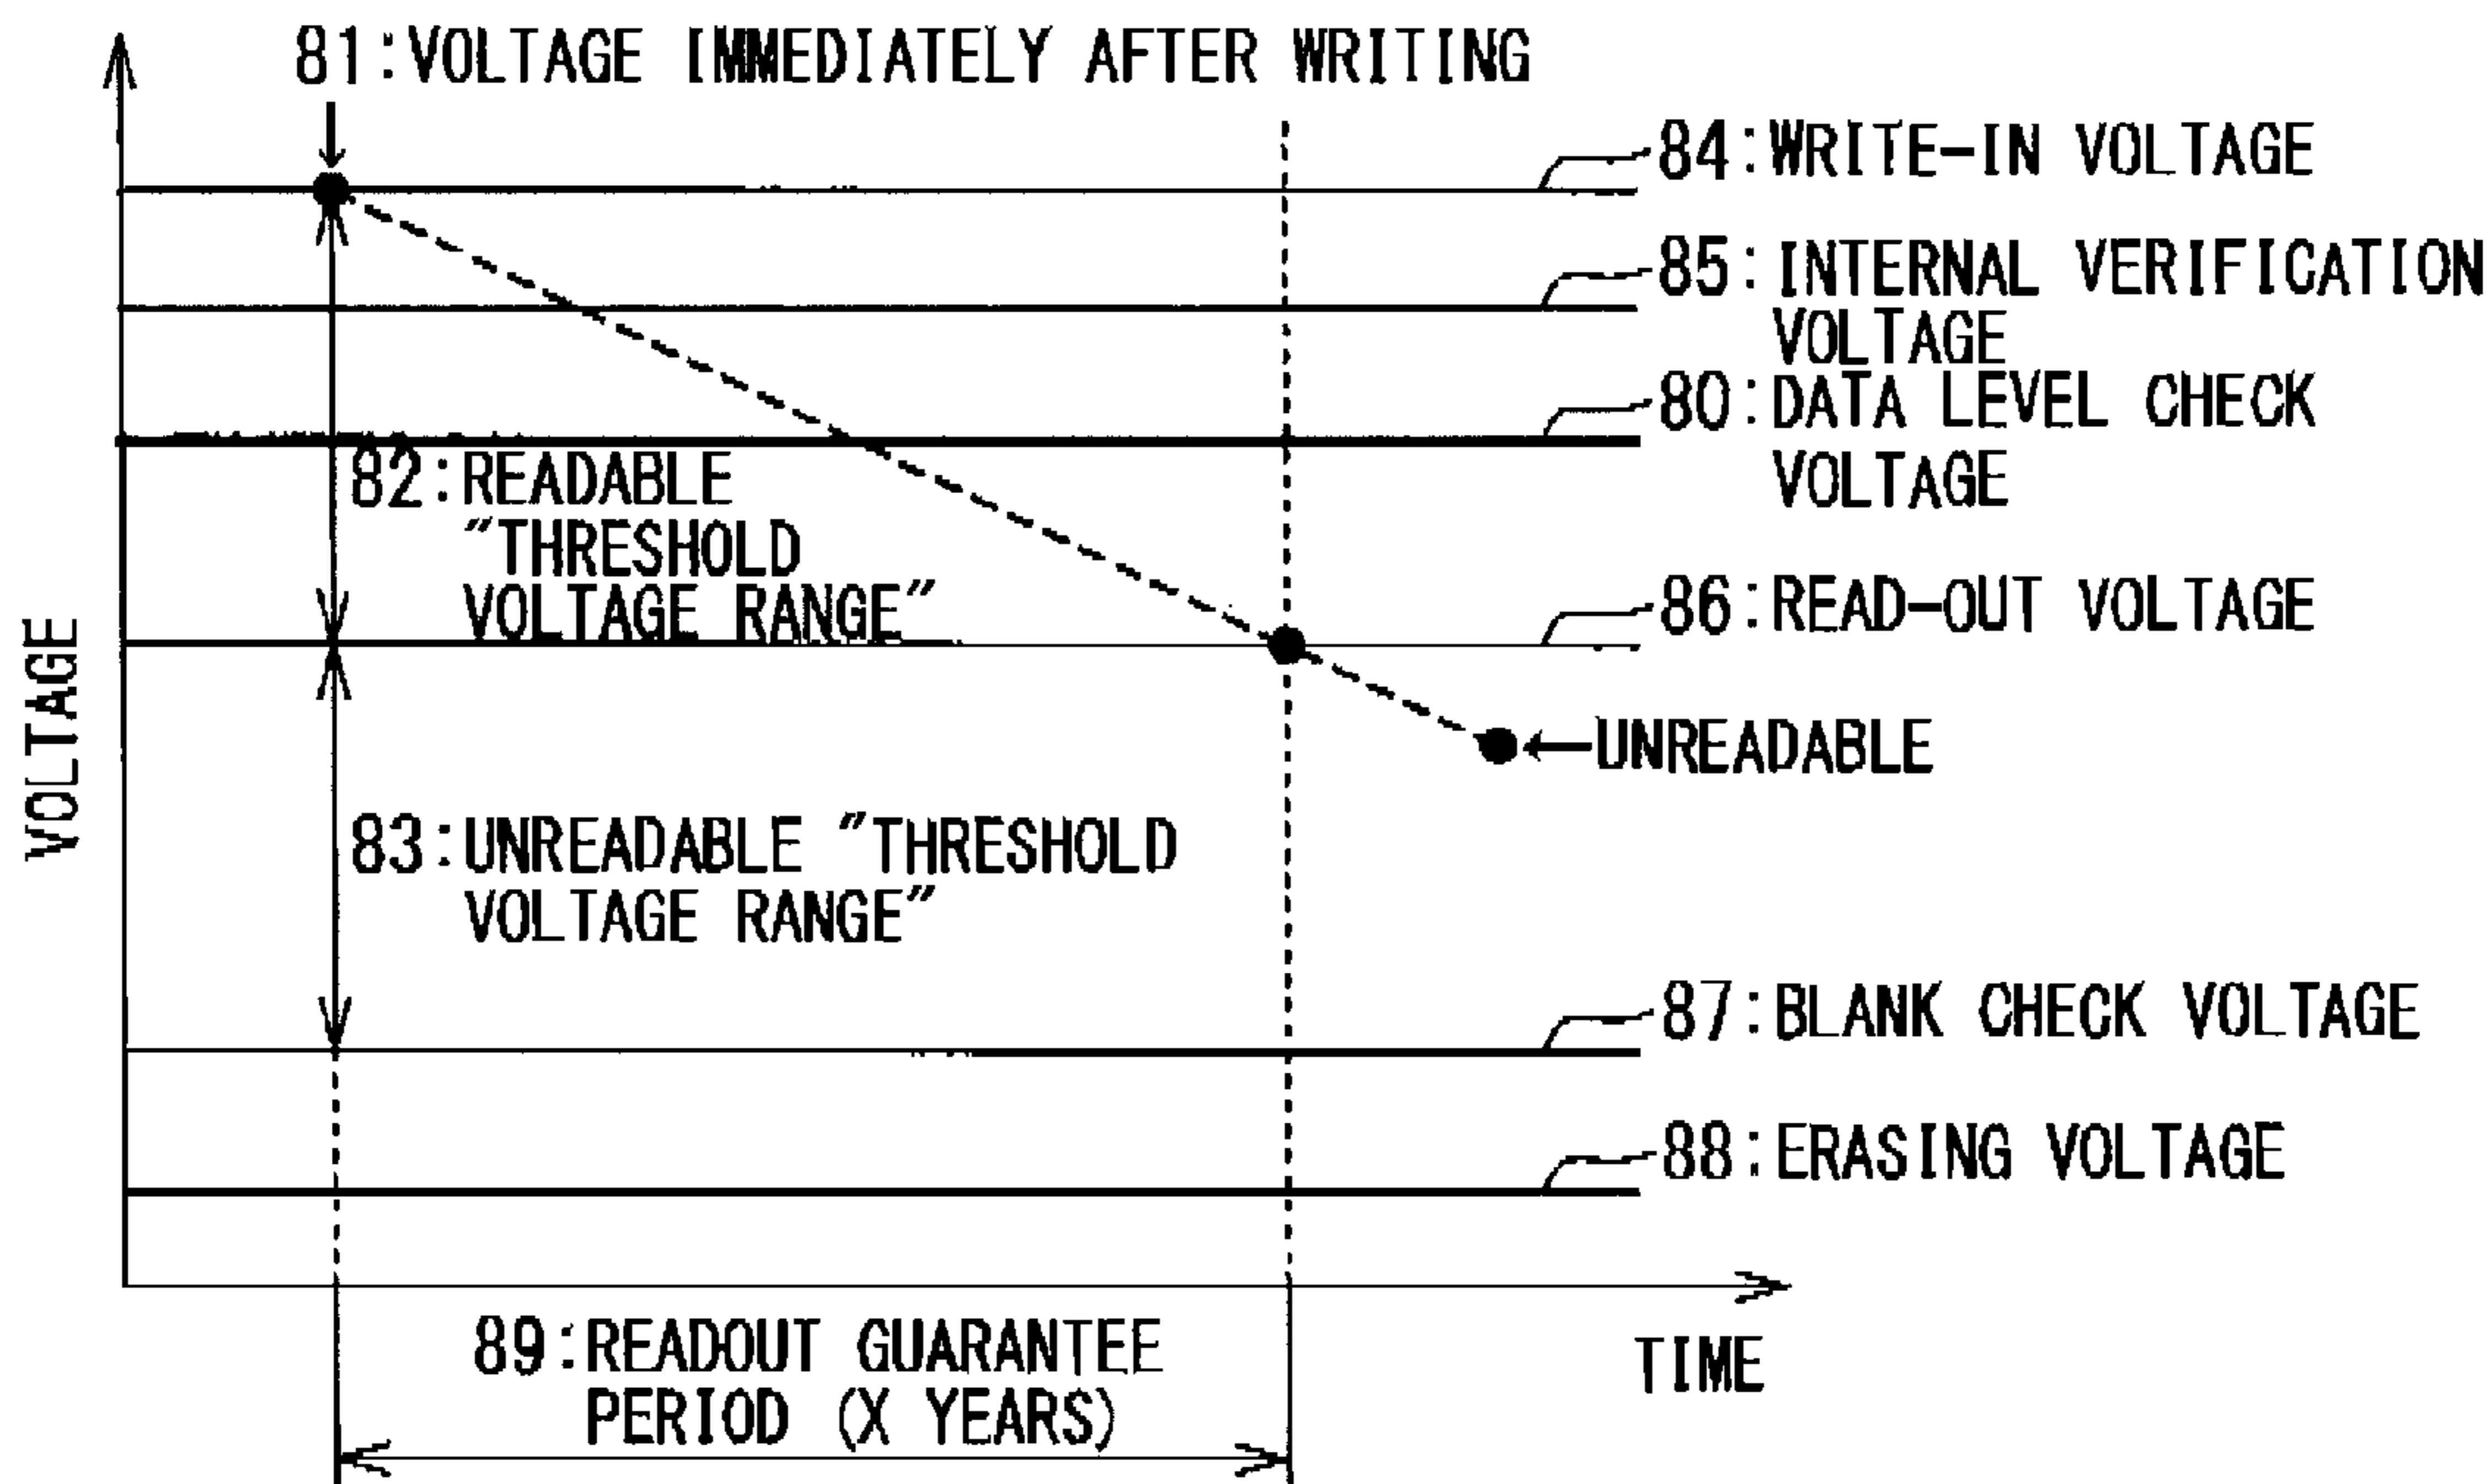 81:VOLTAGE IMMEDIATELY AFTER WRITING
84:WRITE-IN VOLTAGE
85:INTERNAL VERIFICATION
VOLTAGE
80:DATA LEVEL CHECK
VOLTAGE
82:READABLE
"THRESHOLD
VOLTAGE RANGE"
86:READ-OUT VOLTAGE
VOLTAGE
UNREADABLE
83:UNREADABLE "THRESHOLD
VOLTAGE RANGE"
87:BLANK CHECK VOLTAGE
88:ERASING VOLTAGE
89:READOUT GUARANTEE
PERIOD (X YEARS)
TIME